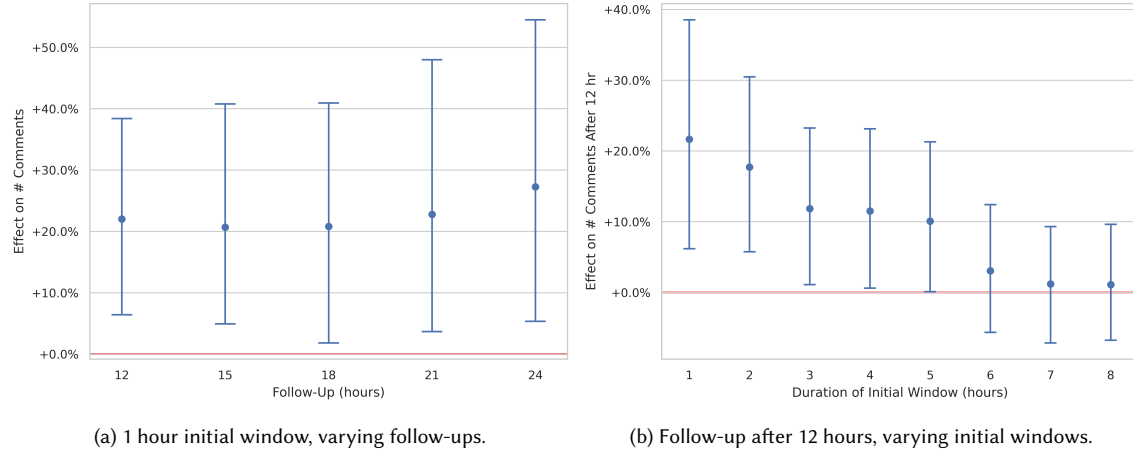 Effect on # Comments
+50.0%
+40.0%
+30.0%
+20.0%
+10.0%
+0.0%
12 15 18 21 24
Follow-Up (hours)
(a) 1 hour initial window, varying follow-ups.
Effect on # Comments After 12 hr
+40.0%
+30.0%
+20.0%
+10.0%
+0.0%
1 2 3 4 5 6 7 8
Duration of Initial Window (hours)
(b) Follow-up after 12 hours, varying initial windows.